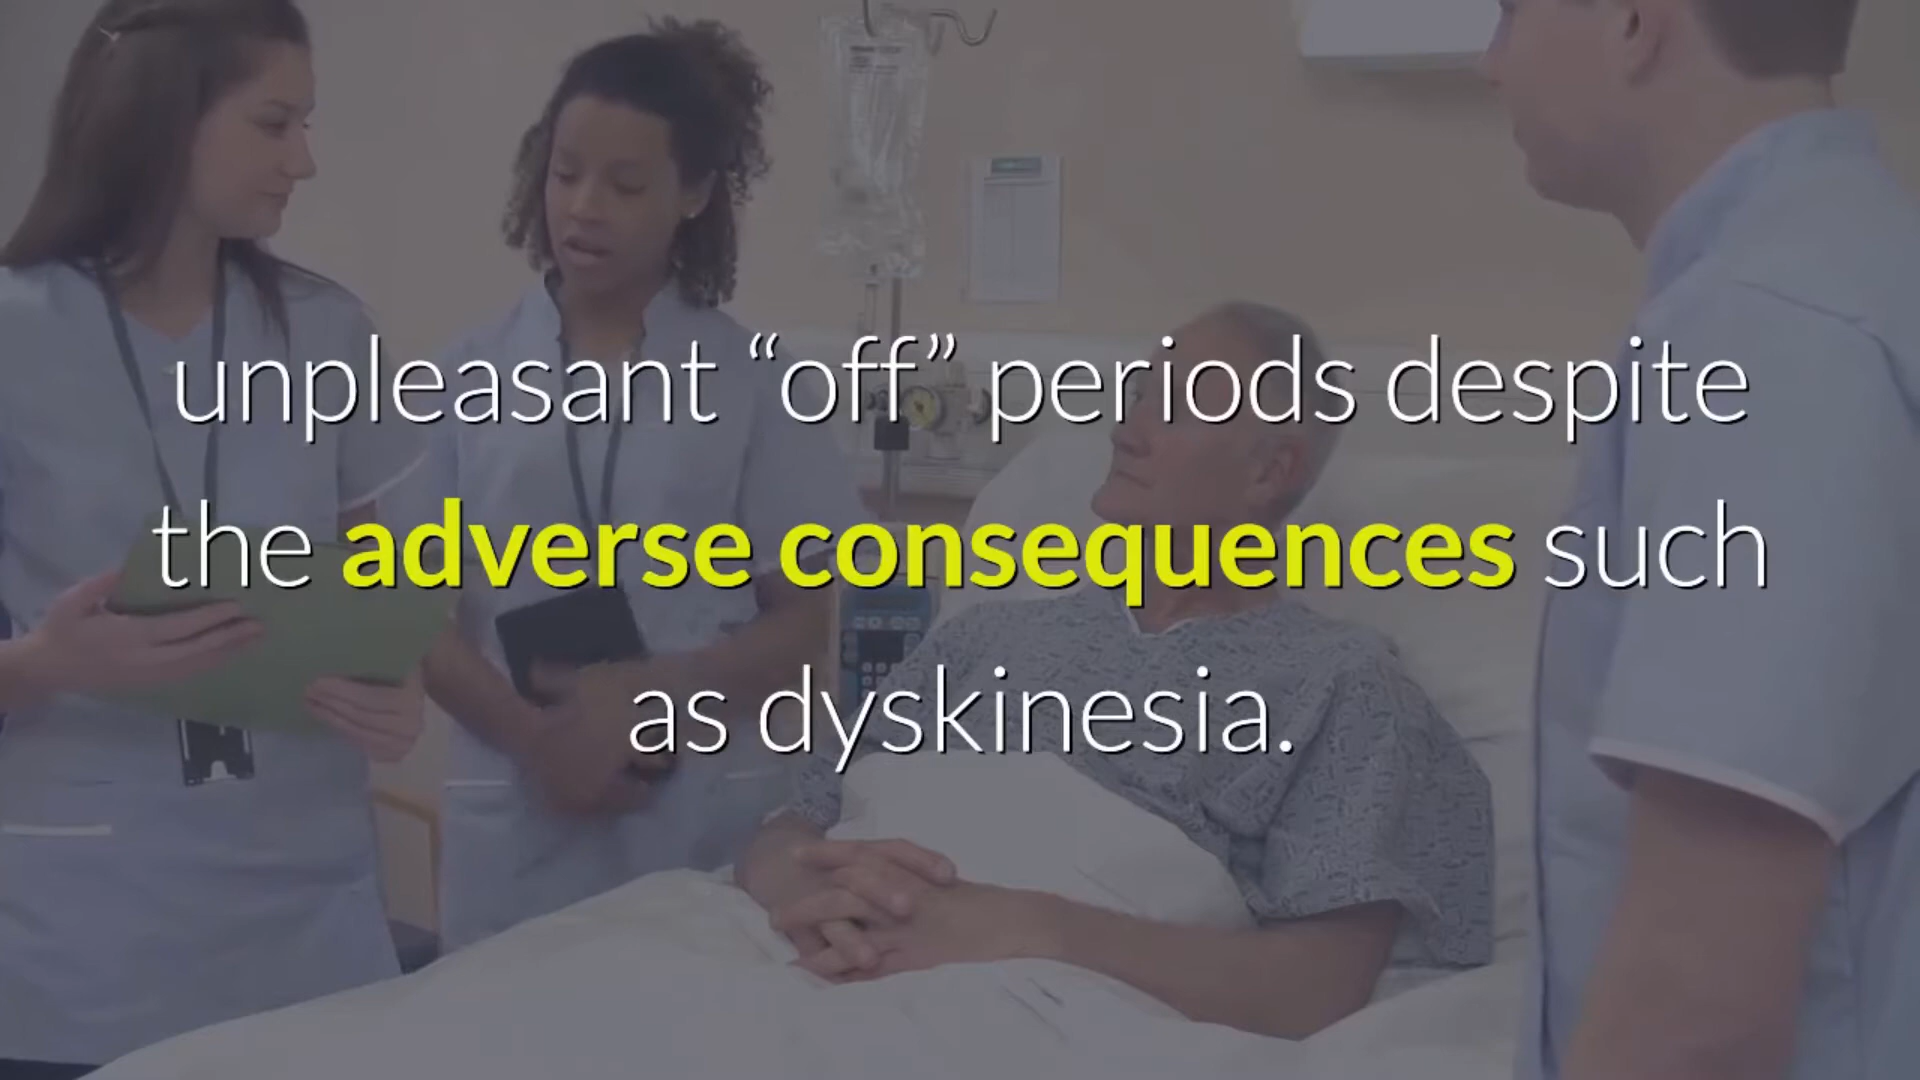 unpleasant “off” periods despite
the adverse consequences such
as dyskinesia.